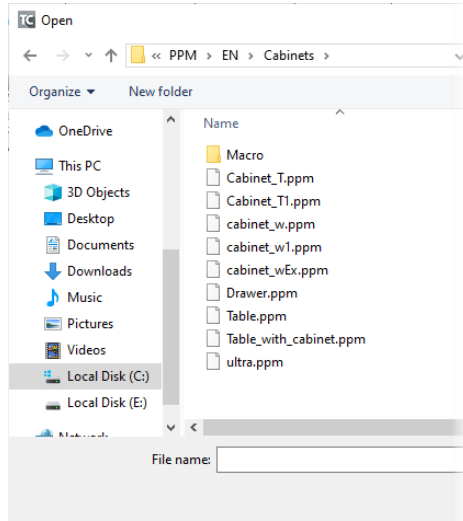 TC Open
« PPM > EN > Cabinets >
Organize New folder
Name
OneDrive
This PC
3D Objects
Desktop
Documents
Downloads
Music
Pictures
Videos
Local Disk (C:)
Local Disk (E:)
Network
Macro
Cabinet_T.ppm
Cabinet_T1.ppm
cabinet_w.ppm
cabinet_w1.ppm
cabinet_wEx.ppm
Drawer.ppm
Table.ppm
Table_with_cabinet.ppm
ultra.ppm
File name: